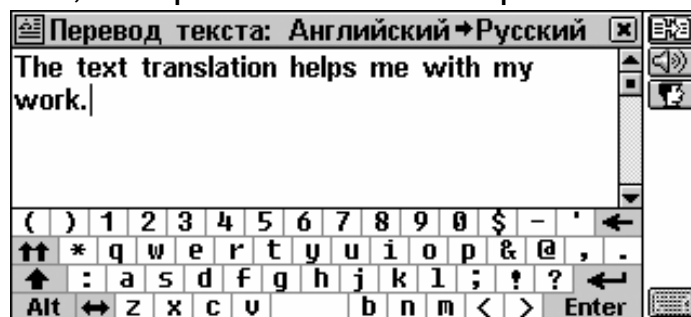 Перевод текста: Английский→Русский
The text translation helps me with my
work.
( ) 1 2 3 4 5 6 7 8 9 0 $ - '
* q w e r t y u i o p & @ , .
: a s d f g h j k l ; ! ?
Alt z x c v b n m < > Enter